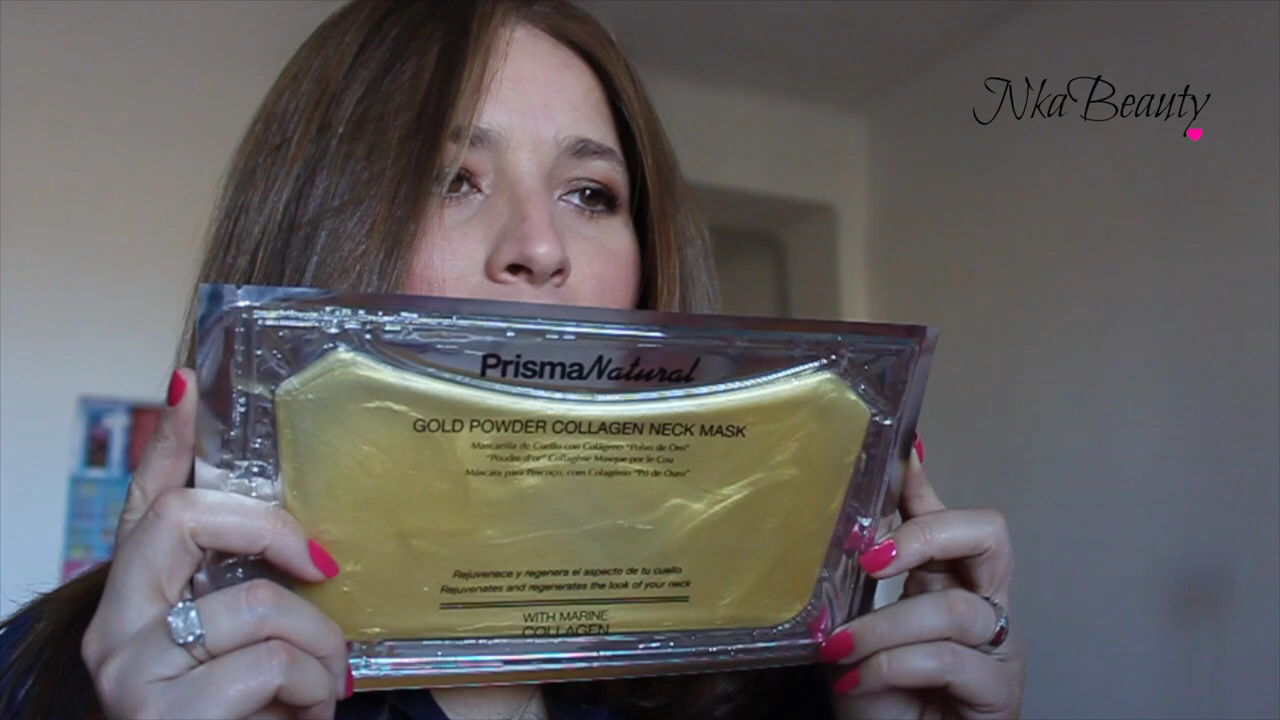 NkaBeauty
PrismaNatural
GOLD POWDER COLLAGEN NECK MASK
Mascarilla de Cuello con Colágeno "Polvo de Oro"
"Poudre d'or" Collagène Masque por le Cou
Máscara para Pescoço, com Colagénio "Pó de Ouro"
Rejuvenece y regenera el aspecto de tu cuello
Rejuvenates and regenerates the look of your neck
WITH MARINE
COLLAGEN